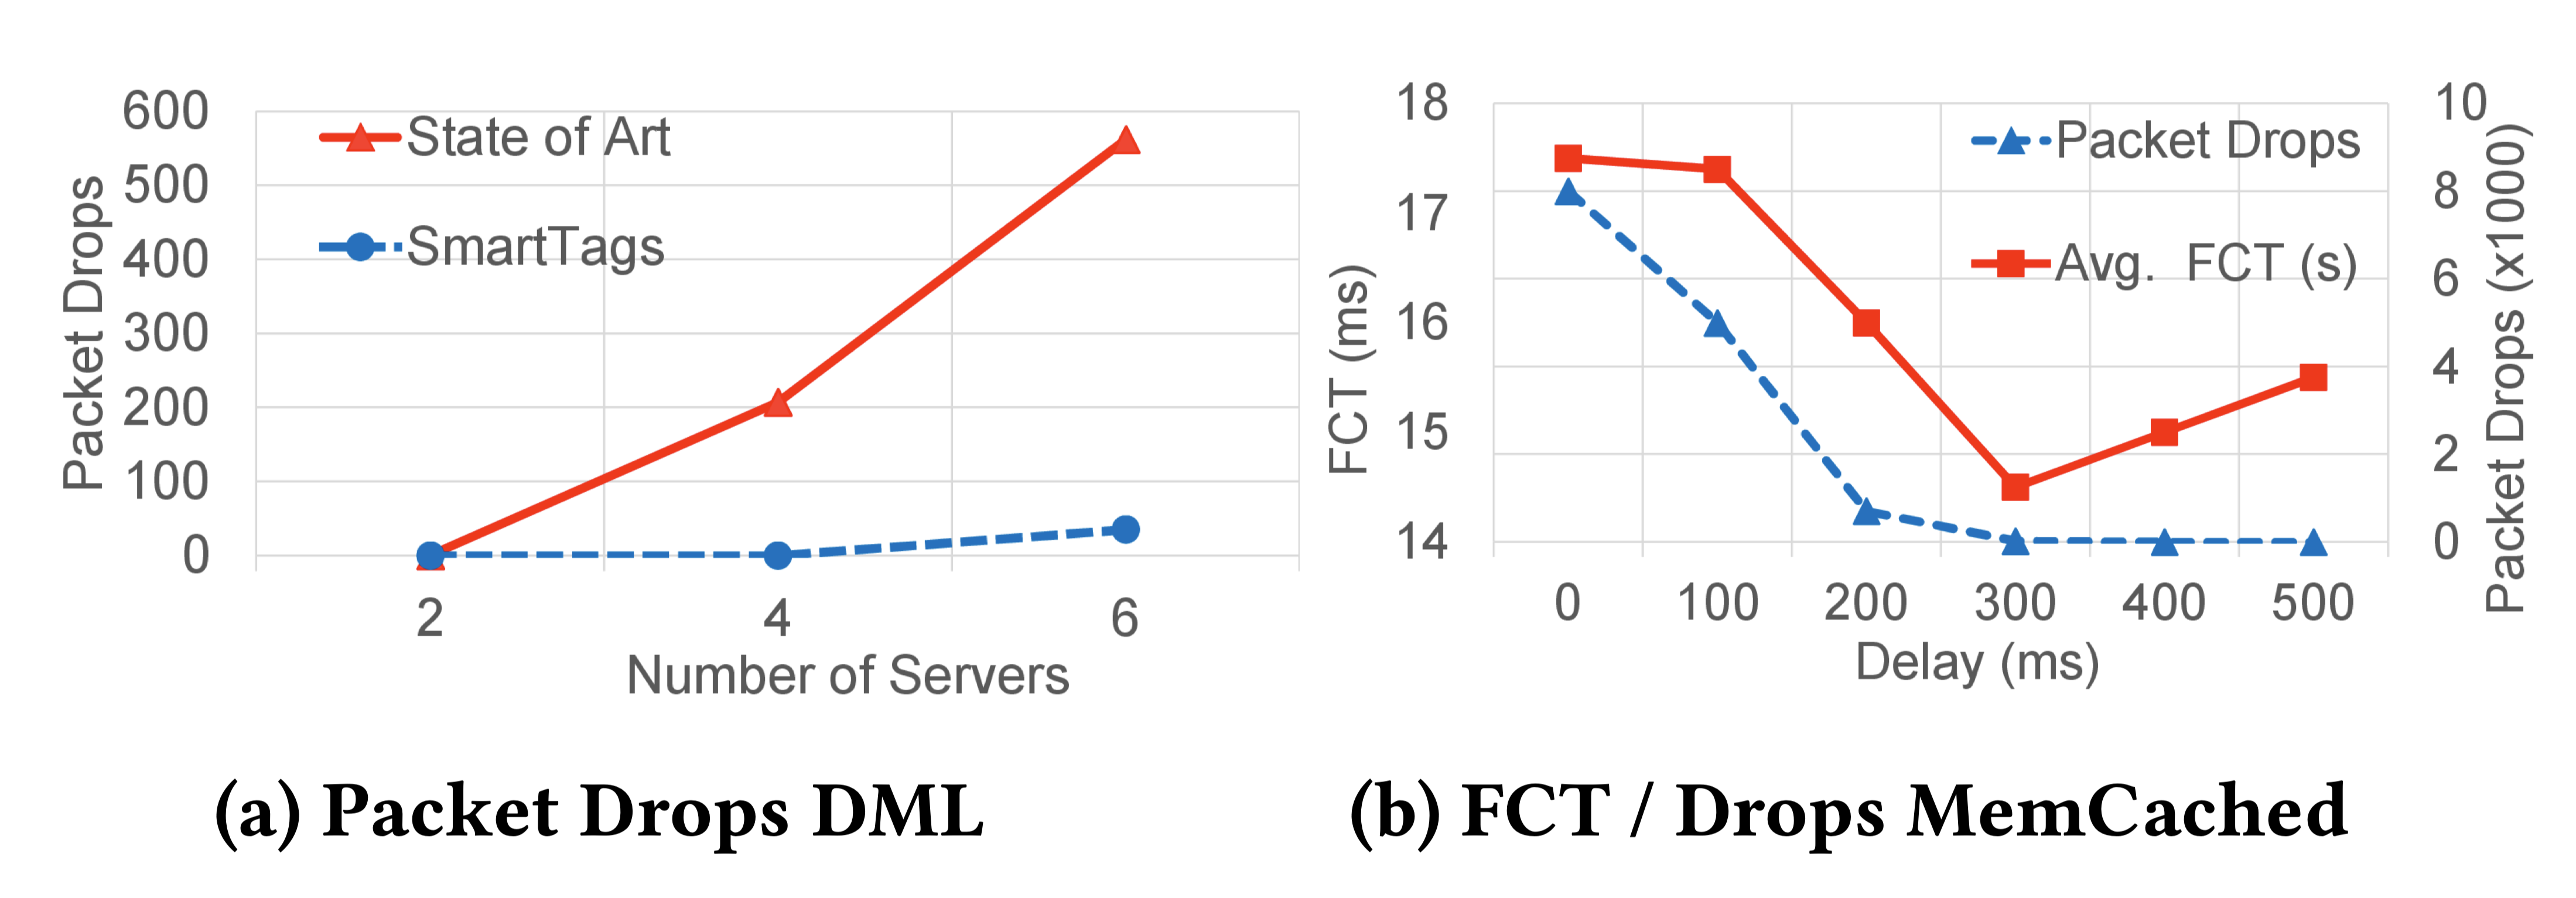 Packet Drops
600
500
400
300
200
100
0
State of Art
SmartTags
2 4 6
Number of Servers
(a) Packet Drops DML
FCT (ms)
18
17
16
15
14
Packet Drops
Avg. FCT (s)
10
8
6
4
2
0
Packet Drops (x1000)
0 100 200 300 400 500
Delay (ms)
(b) FCT / Drops MemCached